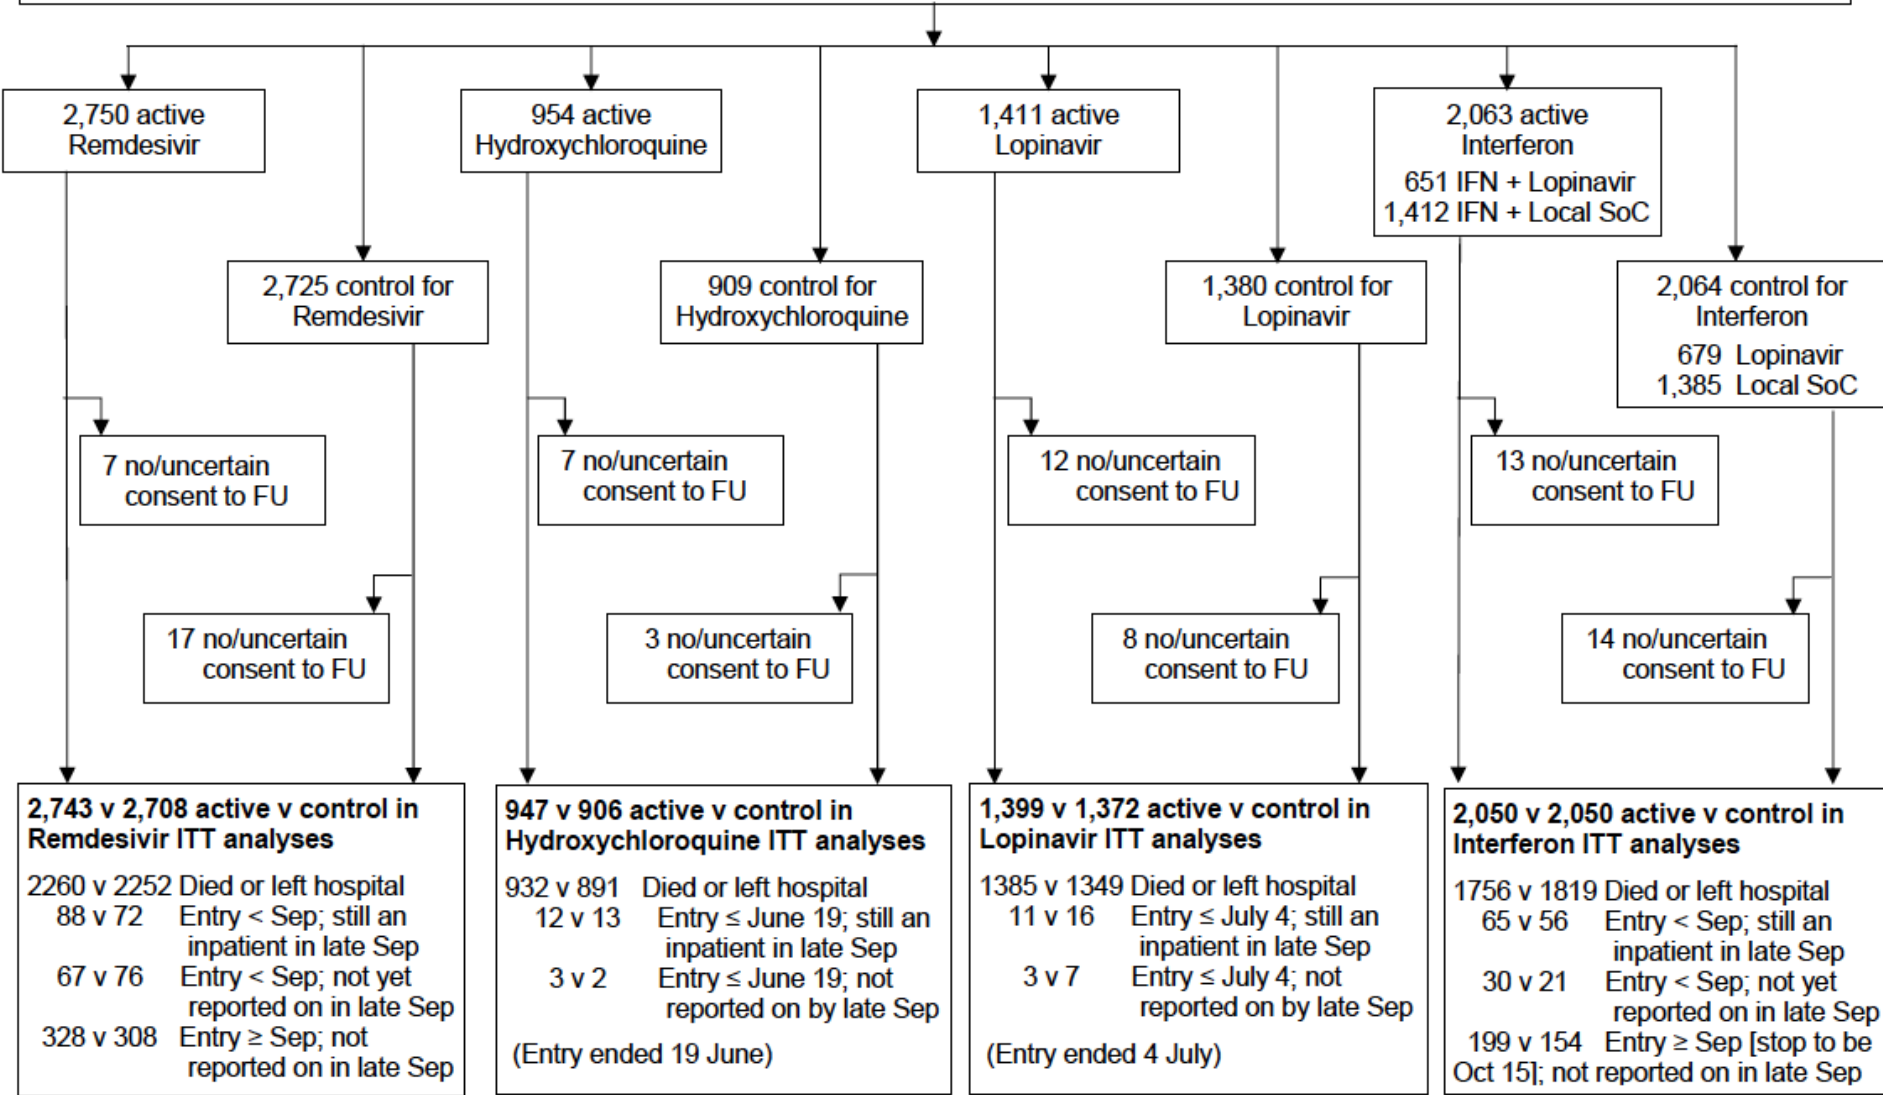 2,750 active
Remdesivir
954 active
Hydroxychloroquine
1,411 active
Lopinavir
2,063 active
Interferon
651 IFN + Lopinavir
1,412 IFN + Local SoC
2,725 control for
Remdesivir
909 control for
Hydroxychloroquine
1,380 control for
Lopinavir
2,064 control for
Interferon
679 Lopinavir
1,385 Local SoC
7 no/uncertain
consent to FU
7 no/uncertain
consent to FU
12 no/uncertain
consent to FU
13 no/uncertain
consent to FU
17 no/uncertain
consent to FU
3 no/uncertain
consent to FU
8 no/uncertain
consent to FU
14 no/uncertain
consent to FU
2,743 v 2,708 active v control in
Remdesivir ITT analyses
2260 v 2252 Died or left hospital
88 v 72 Entry < Sep; still an
inpatient in late Sep
67 v 76 Entry < Sep; not yet
reported on in late Sep
328 v 308 Entry ≥ Sep; not
reported on in late Sep
947 v 906 active v control in
Hydroxychloroquine ITT analyses
932 v 891 Died or left hospital
12 v 13 Entry ≤ June 19; still an
inpatient in late Sep
3 v 2 Entry ≤ June 19; not
reported on by late Sep
(Entry ended 19 June)
1,399 v 1,372 active v control in
Lopinavir ITT analyses
1385 v 1349 Died or left hospital
11 v 16 Entry ≤ July 4; still an
inpatient in late Sep
3 v 7 Entry ≤ July 4; not
reported on by late Sep
(Entry ended 4 July)
2,050 v 2,050 active v control in
Interferon ITT analyses
1756 v 1819 Died or left hospital
65 v 56 Entry < Sep; still an
inpatient in late Sep
30 v 21 Entry < Sep; not yet
reported on in late Sep
199 v 154 Entry ≥ Sep [stop to be
Oct 15]; not reported on in late Sep